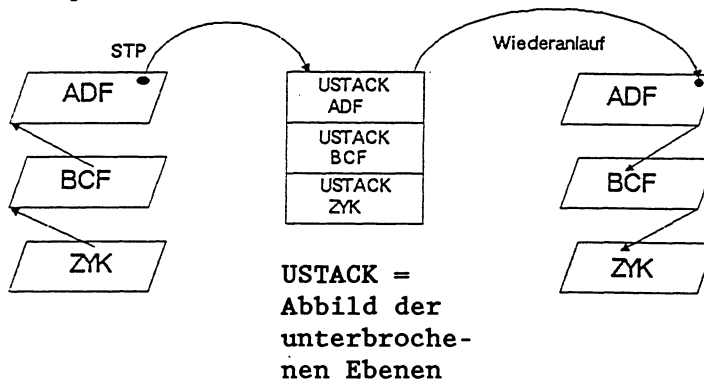 STP
Wiederanlauf
ADF
USTACK
ADF
ADF
BCF
USTACK
BCF
BCF
ZYK
USTACK
ZYK
ZYK
USTACK =
Abbild der
unterbroche-
nen Ebenen